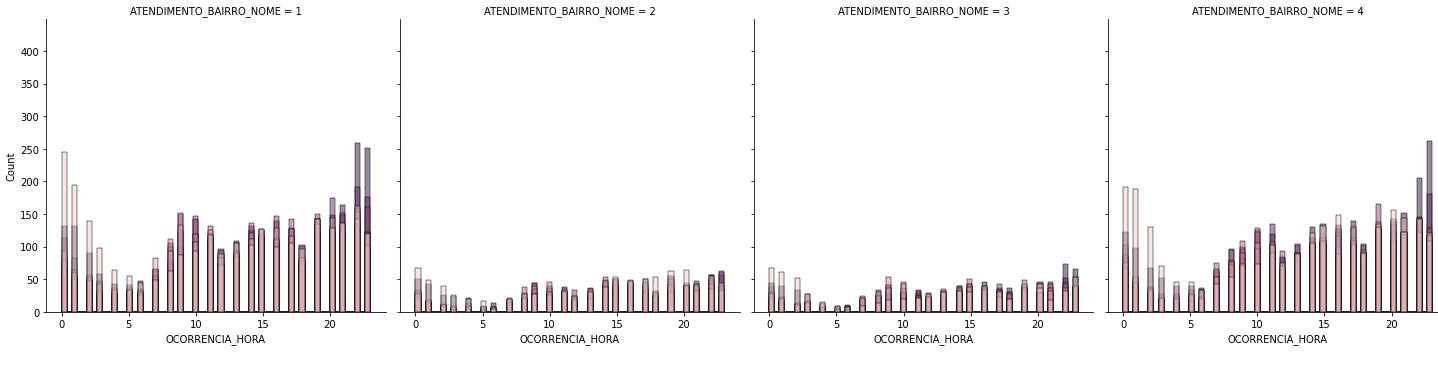 ATENDIMENTO_BAIRRO_NOME = 1
ATENDIMENTO_BAIRRO_NOME = 2
ATENDIMENTO_BAIRRO_NOME = 3
ATENDIMENTO_BAIRRO_NOME = 4
Count
400
350
300
250
200
150
100
50
0
0 5 10 15 20
0 5 10 15 20
0 5 10 15 20
0 5 10 15 20
OCORRENCIA_HORA
OCORRENCIA_HORA
OCORRENCIA_HORA
OCORRENCIA_HORA